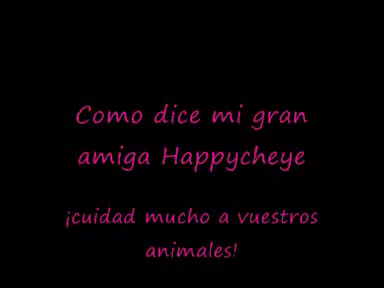 Como dice mi gran
amiga Happycheye
¡cuidad mucho a vuestros
animales!